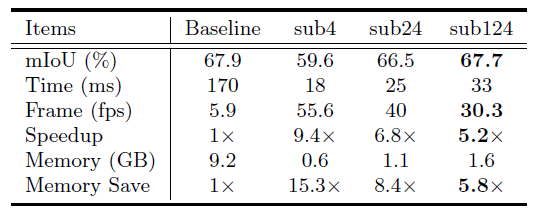 Items Baseline sub4 sub24 sub124
mIoU (%) 67.9 59.6 66.5 67.7
Time (ms) 170 18 25 33
Frame (fps) 5.9 55.6 40 30.3
Speedup 1× 9.4× 6.8× 5.2×
Memory (GB) 9.2 0.6 1.1 1.6
Memory Save 1× 15.3× 8.4× 5.8×